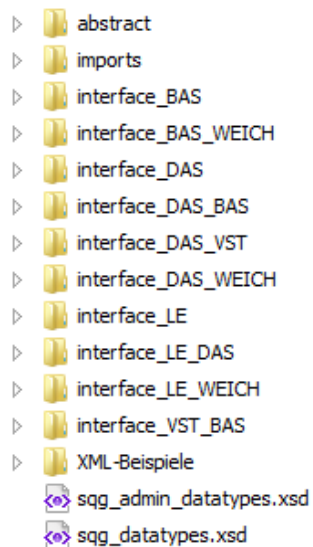 abstract
imports
interface_BAS
interface_BAS_WEICH
interface_DAS
interface_DAS_BAS
interface_DAS_VST
interface_DAS_WEICH
interface_LE
interface_LE_DAS
interface_LE_WEICH
interface_VST_BAS
XML-Beispiele
sqg_admin_datatypes.xsd
sqg_datatypes.xsd